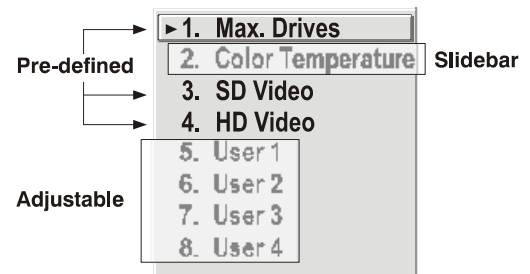 ▸1. Max. Drives
Pre-defined
2. Color Temperature
Slidebar
3. SD Video
4. HD Video
5. User 1
6. User 2
Adjustable
7. User 3
8. User 4